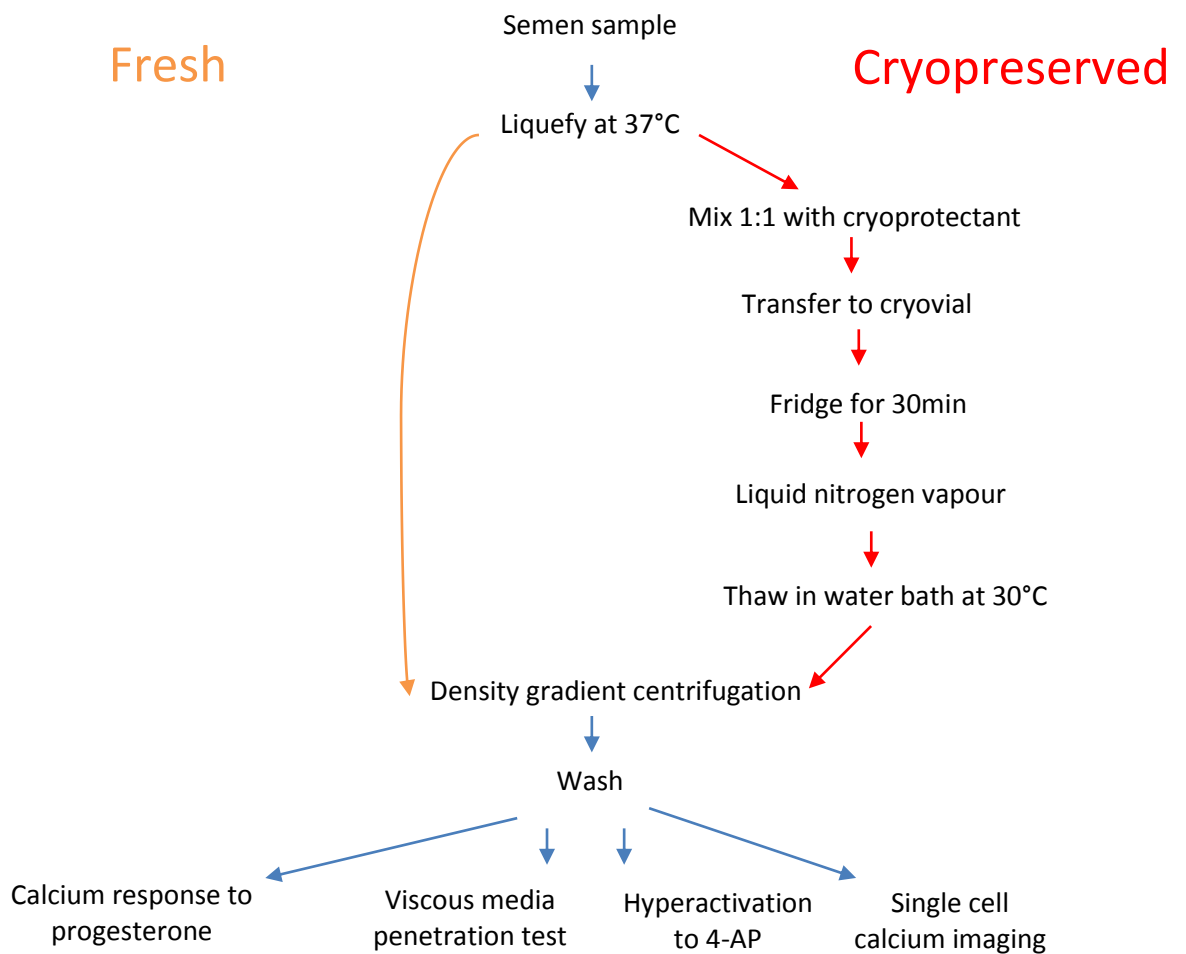 Semen sample
Fresh
Cryopreserved
Liquefy at 37°C
Mix 1:1 with cryoprotectant
Transfer to cryovial
Fridge for 30min
Liquid nitrogen vapour
Thaw in water bath at 30°C
Density gradient centrifugation
Wash
Calcium response to
progesterone
Viscous media
penetration test
Hyperactivation
to 4-AP
Single cell
calcium imaging